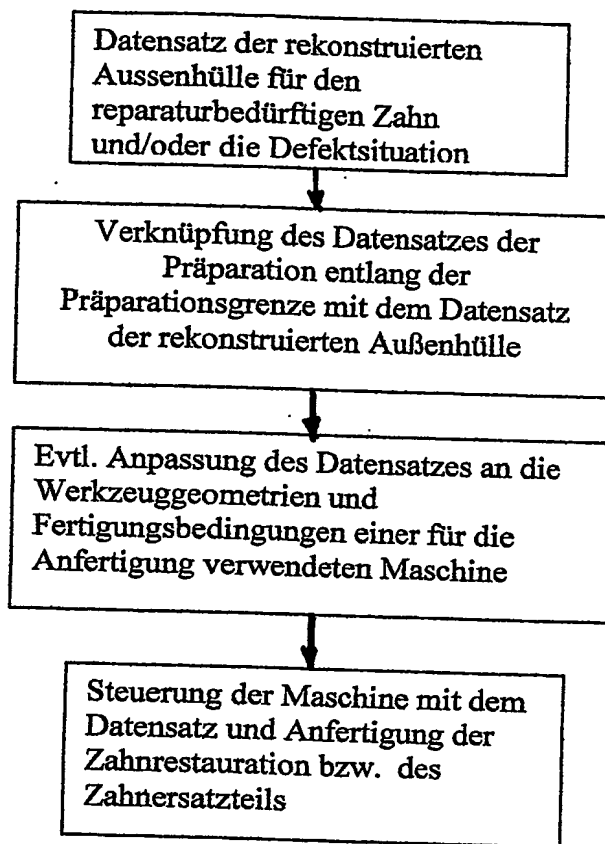 Datensatz der rekonstruierten
Aussenhülle für den
reparaturbedürftigen Zahn
und/oder die Defektsituation
Verknüpfung des Datensatzes der
Präparation entlang der
Präparationsgrenze mit dem Datensatz
der rekonstruierten Außenhülle
Evtl. Anpassung des Datensatzes an die
Werkzeuggeometrien und
Fertigungsbedingungen einer für die
Anfertigung verwendeten Maschine
Steuerung der Maschine mit dem
Datensatz und Anfertigung der
Zahnrestauration bzw. des
Zahnersatzteils